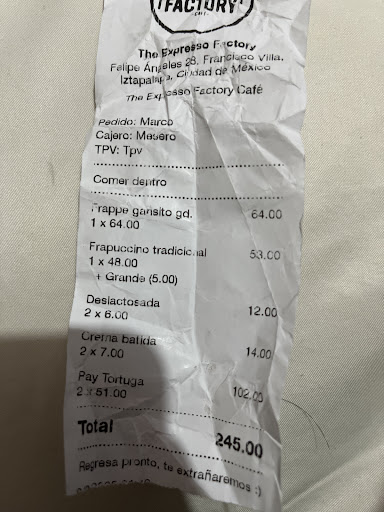 FACTORY
The Expresso Factory
Felipe Ángeles 28, Francisco Villa,
Iztapalapa, Ciudad de México
The Expresso Factory Café
Pedido: Marco
Cajero: Mesero
TPV: Tpv
Comer dentro
Frappe gansito gd. 64.00
1 x 64.00
Frapuccino tradicional 53.00
1 x 48.00
+ Grande (5.00)
Deslactosada 12.00
2 x 6.00
Crema batida 14.00
2 x 7.00
Pay Tortuga 102.00
2 x 51.00
Total 245.00
Regresa pronto, te extrañaremos :)